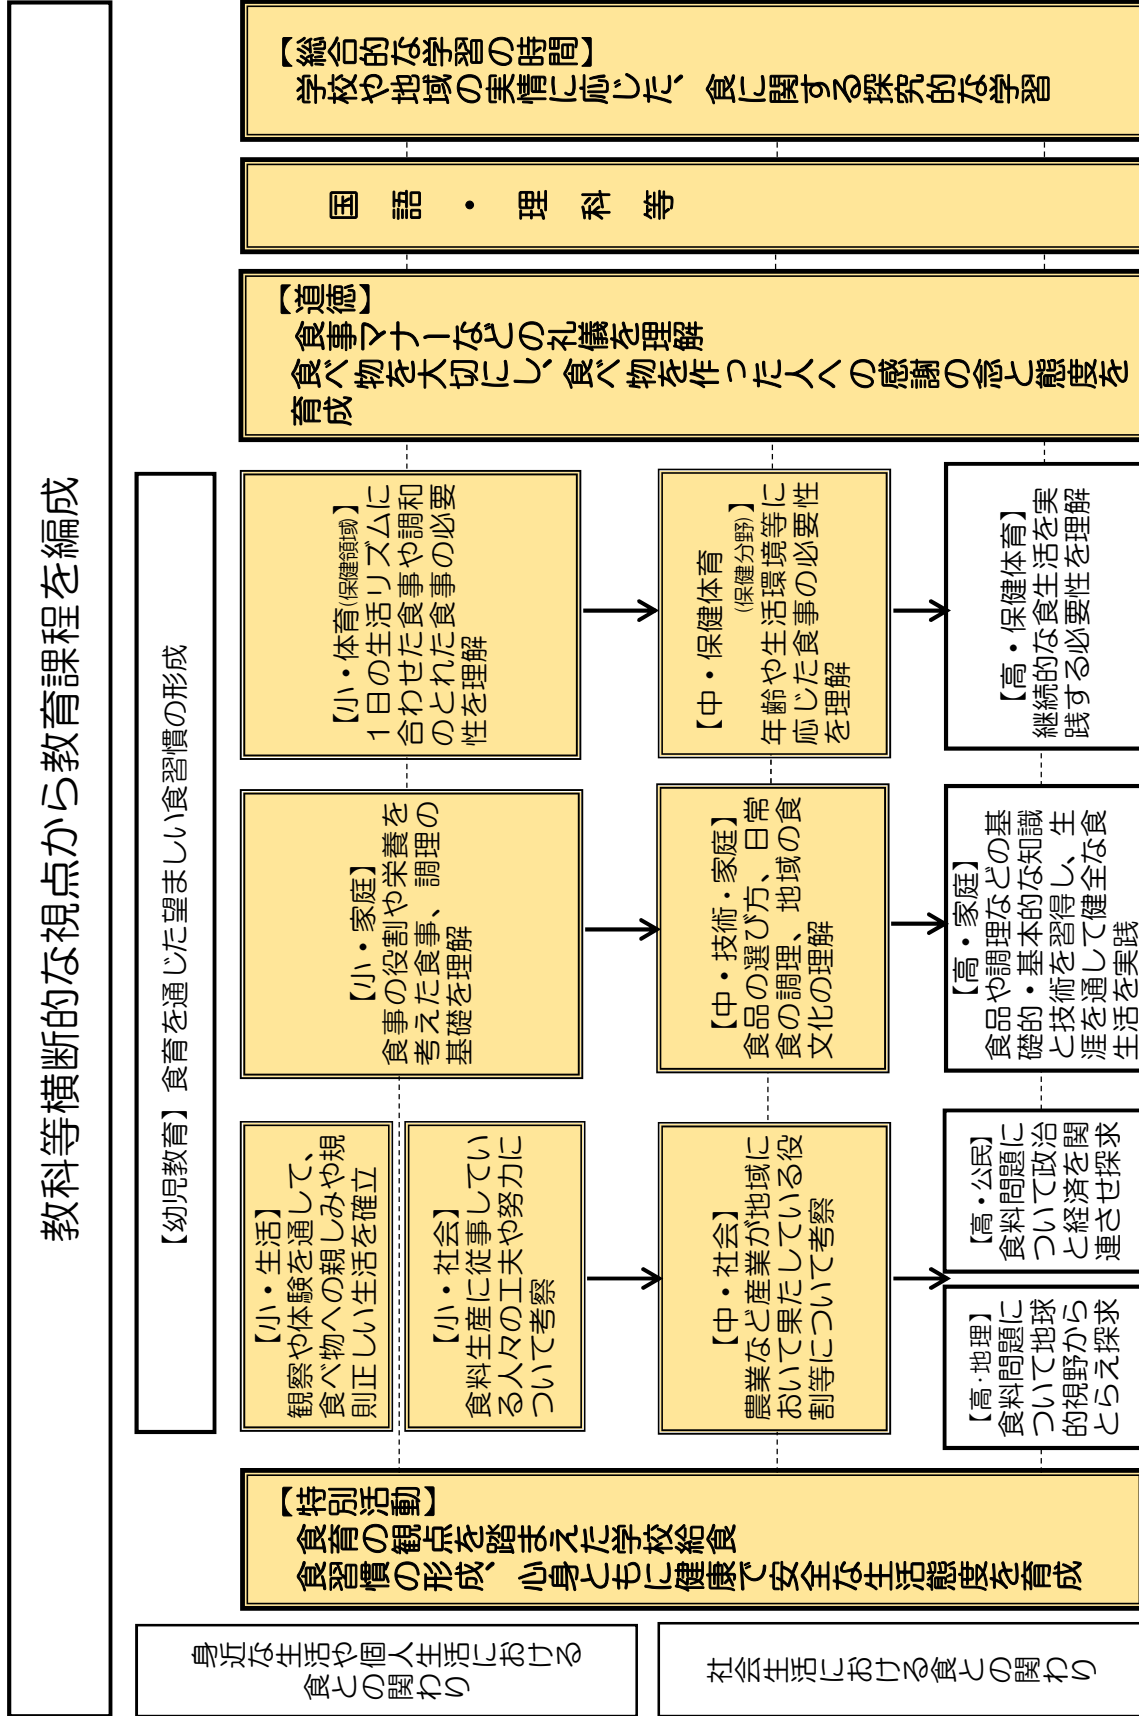 教科等横断的な視点から教育課程を編成
【幼児教育】食育を通じた望ましい食習慣の形成
身近な生活や個人生活における
食との関わり
社会生活における食との関わり
【特別活動】
食育の観点を踏まえた学校給食
食習慣の形成、心身ともに健康で安全な生活態度を育成
【小・生活】
観察や体験を通して、
食べ物への親しみや規
則正しい生活を確立
【小・社会】
食料生産に従事してい
る人々の工夫や努力に
ついて考察
【中・社会】
農業など産業が地域に
おいて果たしている役
割等について考察
【高・地理】
食料問題に
ついて地球
的視野から
とらえ探求
【高・公民】
食料問題に
ついて政治
と経済を関
連させ探求
【小・家庭】
食事の役割や栄養を
考えた食事、調理の
基礎を理解
【中・技術・家庭】
食品の選び方、日常
食の調理、地域の食
文化の理解
【高・家庭】
食品や調理などの基
礎的・基本的な知識
と技術を習得し、生
涯を通して健全な食
生活を実践
【小・体育(保健領域)】
1日の生活リズムに
合わせた食事や調和
のとれた食事の必要
性を理解
【中・保健体育
(保健分野)】
年齢や生活環境等に
応じた食事の必要性
を理解
【高・保健体育】
継続的な食生活を実
践する必要性を理解
【道徳】
食事マナーなどの礼儀を理解
食べ物を大切にし、食べ物を作った人への感謝の念と態度を
育成
国語・理科等
【総合的な学習の時間】
学校や地域の実情に応じた、食に関する探究的な学習